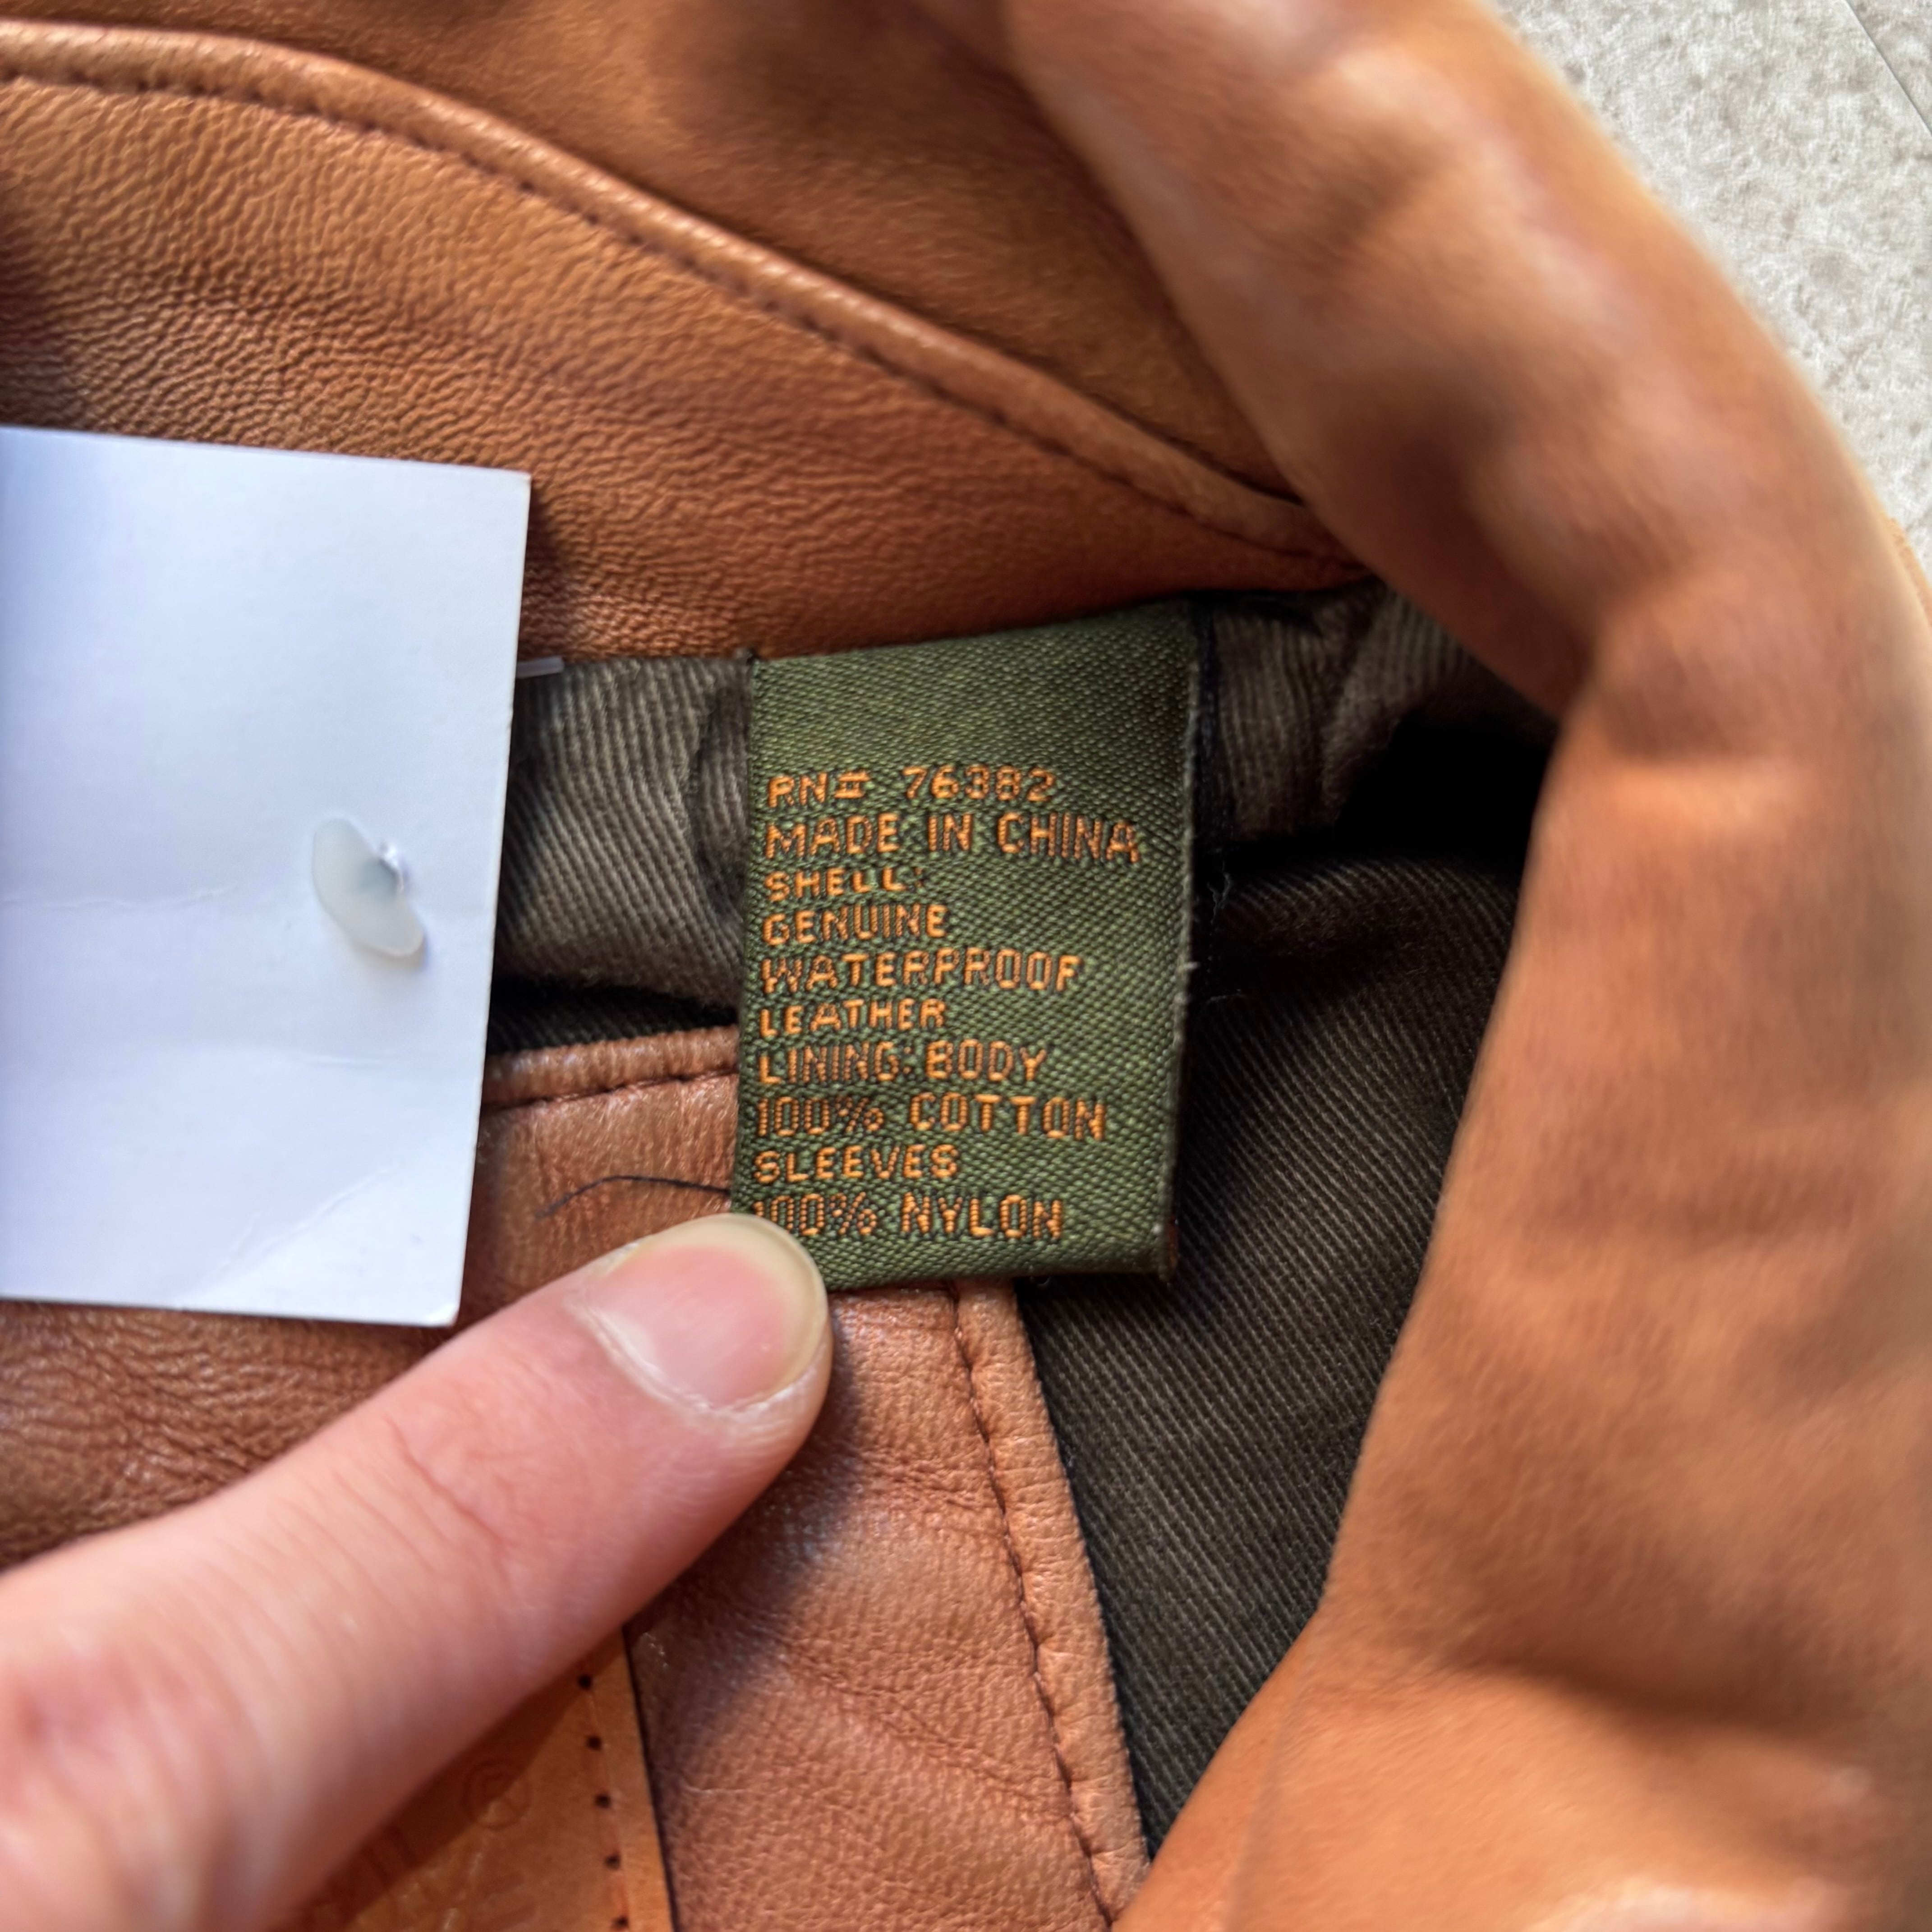 RN# 76382
MADE IN CHINA
SHELL:
GENUINE
WATERPROOF
LEATHER
LINING: BODY
100% COTTON
SLEEVES
100% NYLON